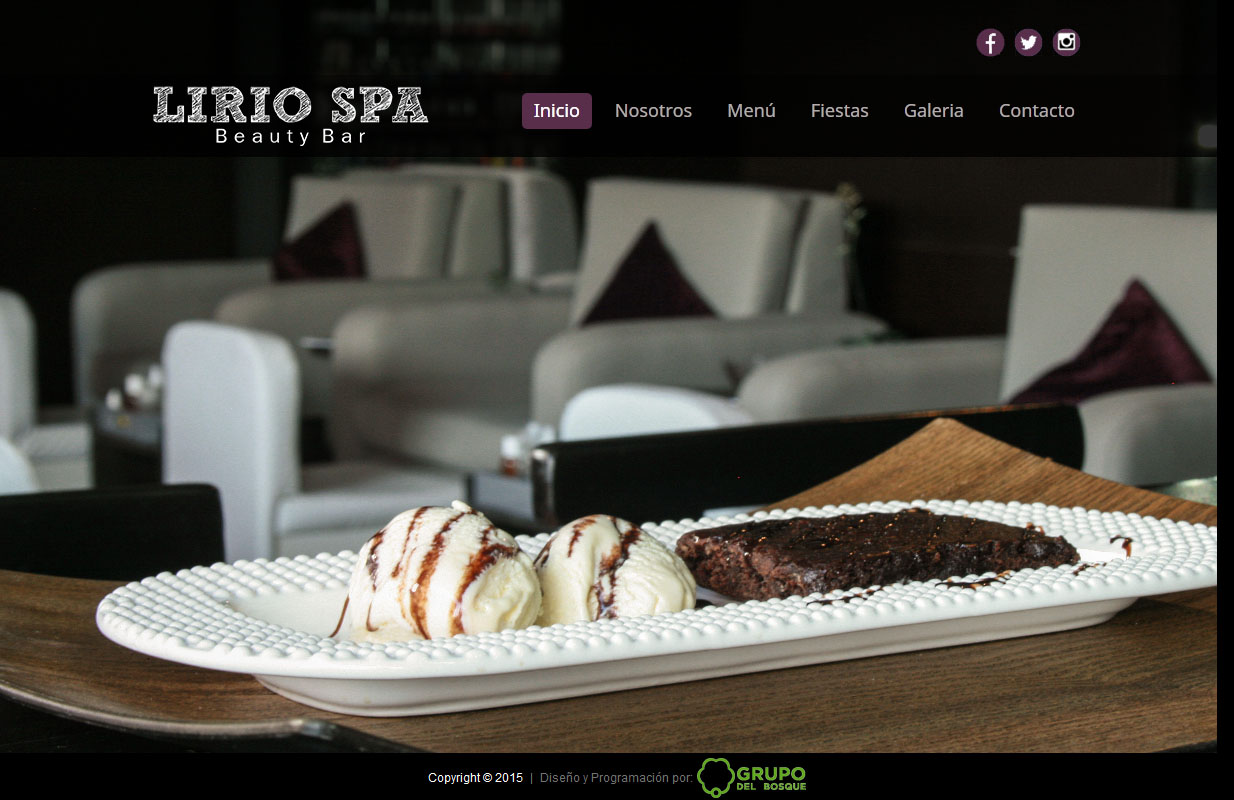 LIRIO SPA
Beauty Bar
Inicio Nosotros Menú Fiestas Galeria Contacto
Copyright © 2015 | Diseño y Programación por: GRUPO DEL BOSQUE